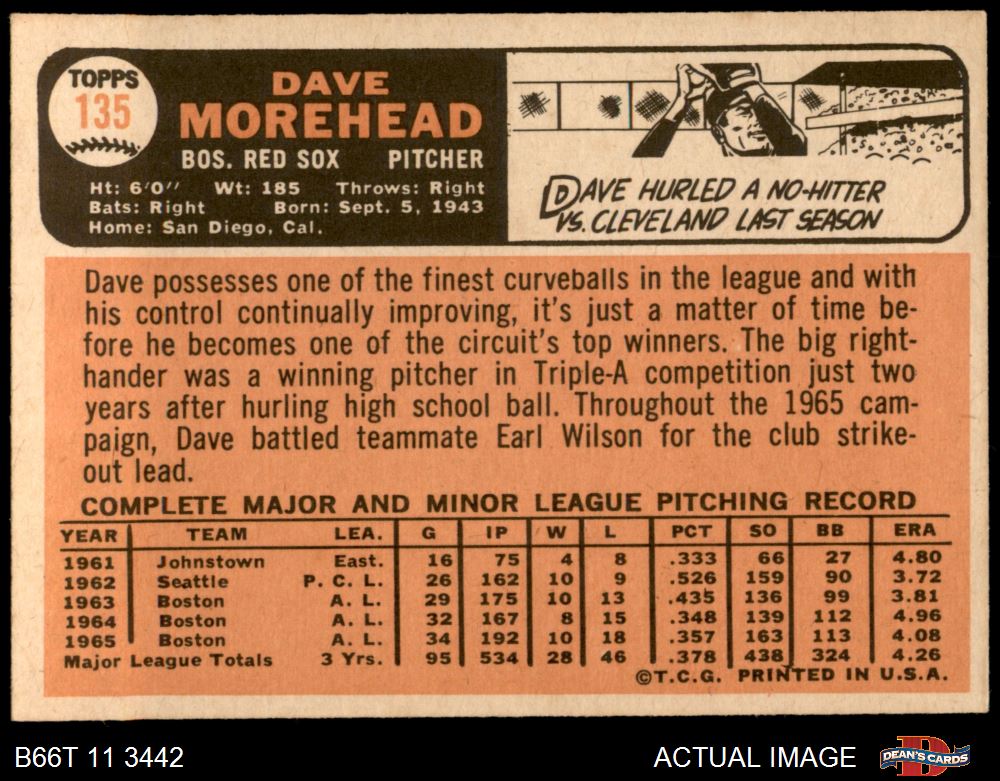 TOPPS
135
DAVE
MOREHEAD
BOS. RED SOX PITCHER
Ht: 6'0" Wt: 185 Throws: Right
Bats: Right Born: Sept. 5, 1943
Home: San Diego, Cal.
DAVE HURLED A NO-HITTER
VS. CLEVELAND LAST SEASON
Dave possesses one of the finest curveballs in the league and with
his control continually improving, it's just a matter of time be-
fore he becomes one of the circuit's top winners. The big right-
hander was a winning pitcher in Triple-A competition just two
years after hurling high school ball. Throughout the 1965 cam-
paign, Dave battled teammate Earl Wilson for the club strike-
out lead.
COMPLETE MAJOR AND MINOR LEAGUE PITCHING RECORD
YEAR TEAM LEA. G IP W L PCT SO BB ERA
1961 Johnstown East. 16 75 4 8 .333 66 27 4.80
1962 Seattle P. C. L. 26 162 10 9 .526 159 90 3.72
1963 Boston A. L. 29 175 10 13 .435 136 99 3.81
1964 Boston A. L. 32 167 8 15 .348 139 112 4.96
1965 Boston A. L. 34 192 10 18 .357 163 113 4.08
Major League Totals 3 Yrs. 95 534 28 46 .378 438 324 4.26
©T.C.G. PRINTED IN U.S.A.
B66T 11 3442
ACTUAL IMAGE
DEAN'S CARDS